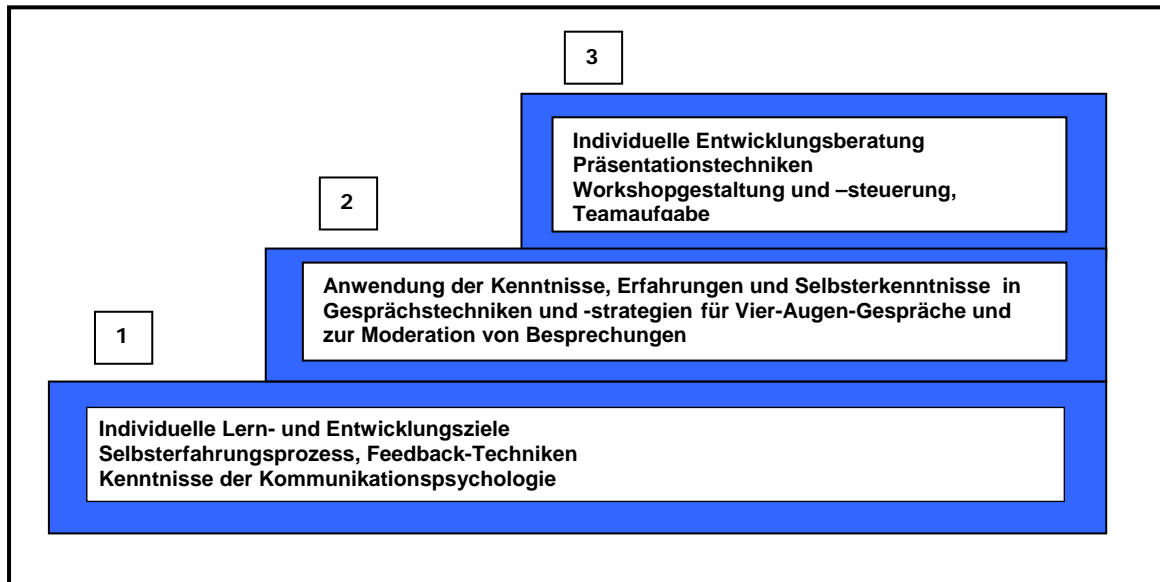 3
Individuelle Entwicklungsberatung
Präsentationstechniken
Workshopgestaltung und –steuerung,
Teamaufgabe
2
Anwendung der Kenntnisse, Erfahrungen und Selbsterkenntnisse in
Gesprächstechniken und -strategien für Vier-Augen-Gespräche und
zur Moderation von Besprechungen
1
Individuelle Lern- und Entwicklungsziele
Selbsterfahrungsprozess, Feedback-Techniken
Kenntnisse der Kommunikationspsychologie